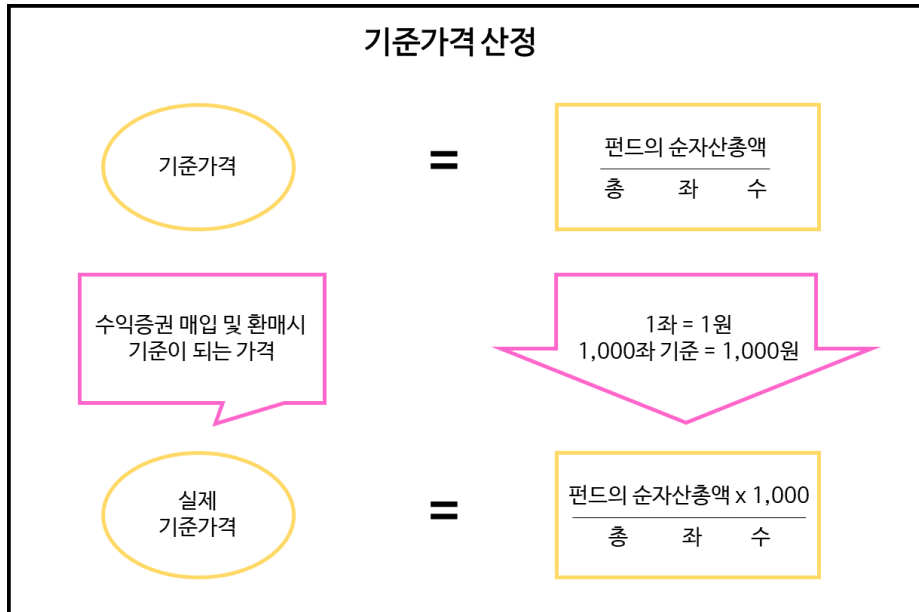 기준가격 산정
기준가격
=
펀드의 순자산총액
총 좌 수
수익증권 매입 및 환매시
기준이 되는 가격
1좌 = 1원
1,000좌 기준 = 1,000원
실제
기준가격
=
펀드의 순자산총액 x 1,000
총 좌 수